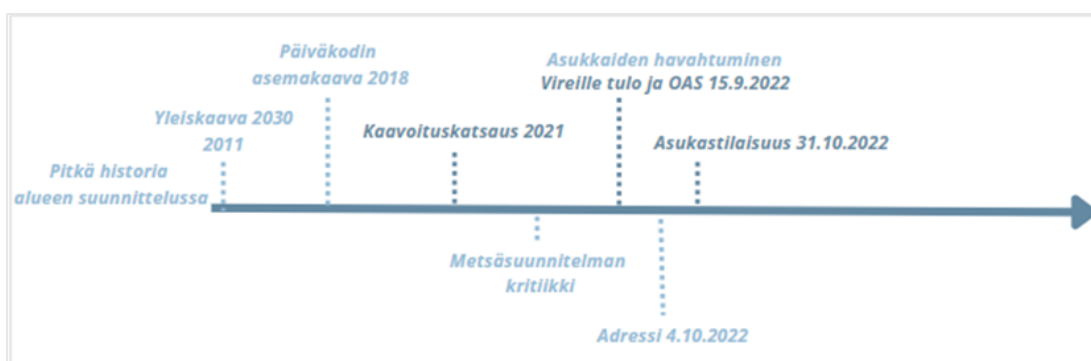 Pitkä historia
alueen suunnittelussa
Yleiskaava 2030
2011
Päiväkodin
asemakaava 2018
Kaavoituskatsaus 2021
Metsäsuunnitelman
kritiikki
Asukkaiden havahtuminen
Vireille tulo ja OAS 15.9.2022
Adressi 4.10.2022
Asukastilaisuus 31.10.2022